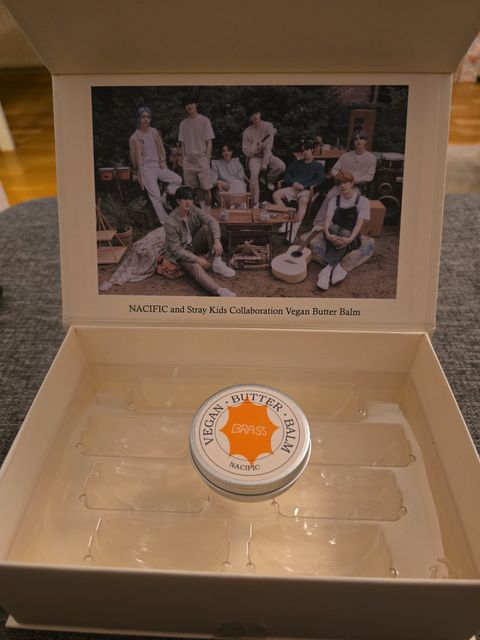 NACIFIC and Stray Kids Collaboration Vegan Butter Balm
VEGAN · BUTTER · BALM
BRASS
NACIFIC